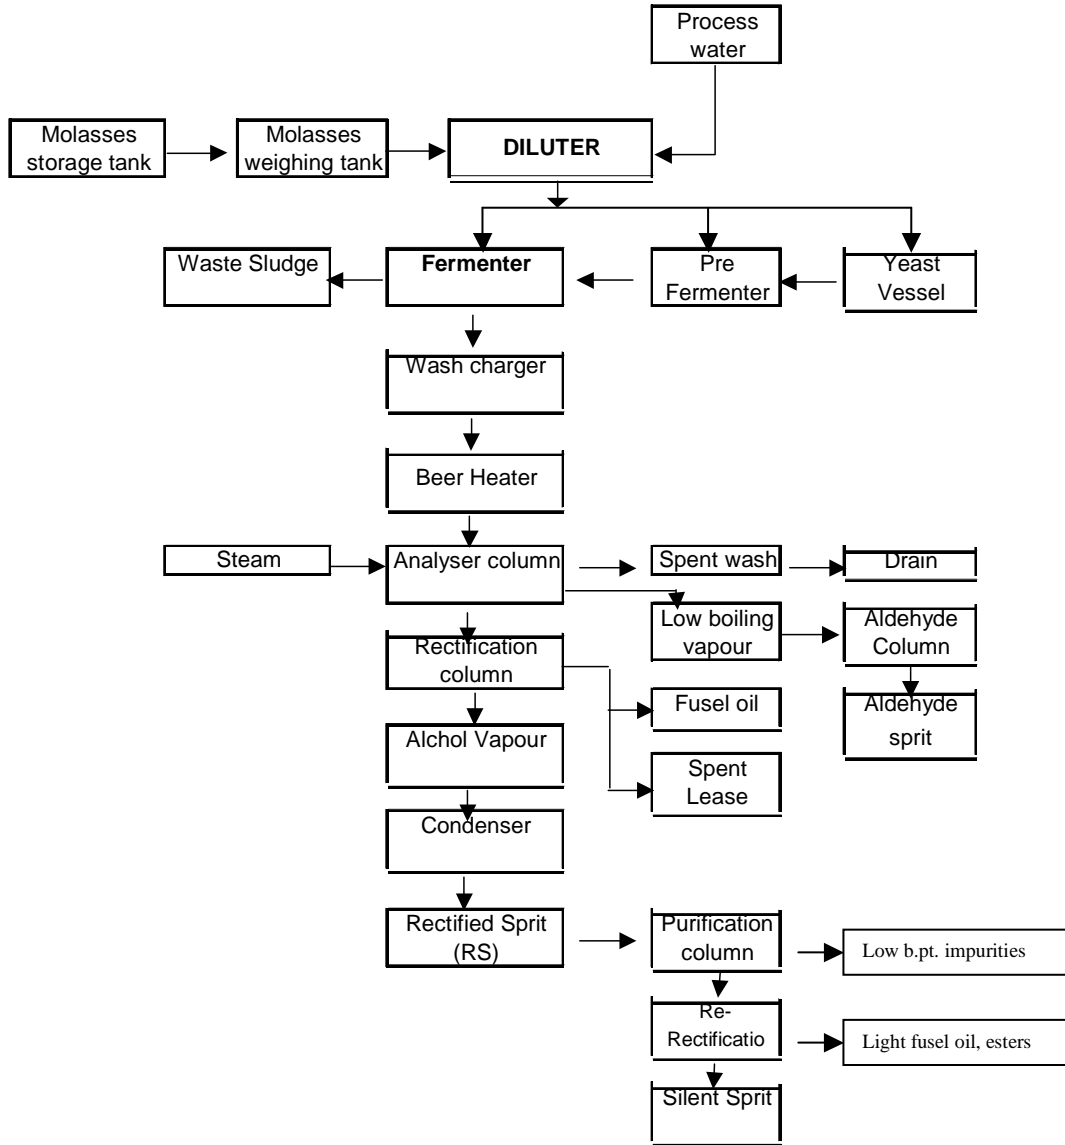 Process
water
Molasses
storage tank
Molasses
weighing tank
DILUTER
Waste Sludge
Fermenter
Pre
Fermenter
Yeast
Vessel
Wash charger
Beer Heater
Steam
Analyser column
Spent wash
Drain
Low boiling
vapour
Aldehyde
Column
Rectification
column
Fusel oil
Aldehyde
sprit
Alchol Vapour
Spent
Lease
Condenser
Rectified Sprit
(RS)
Purification
column
Low b.pt. impurities
Re-
Rectificatio
Light fusel oil, esters
Silent Sprit